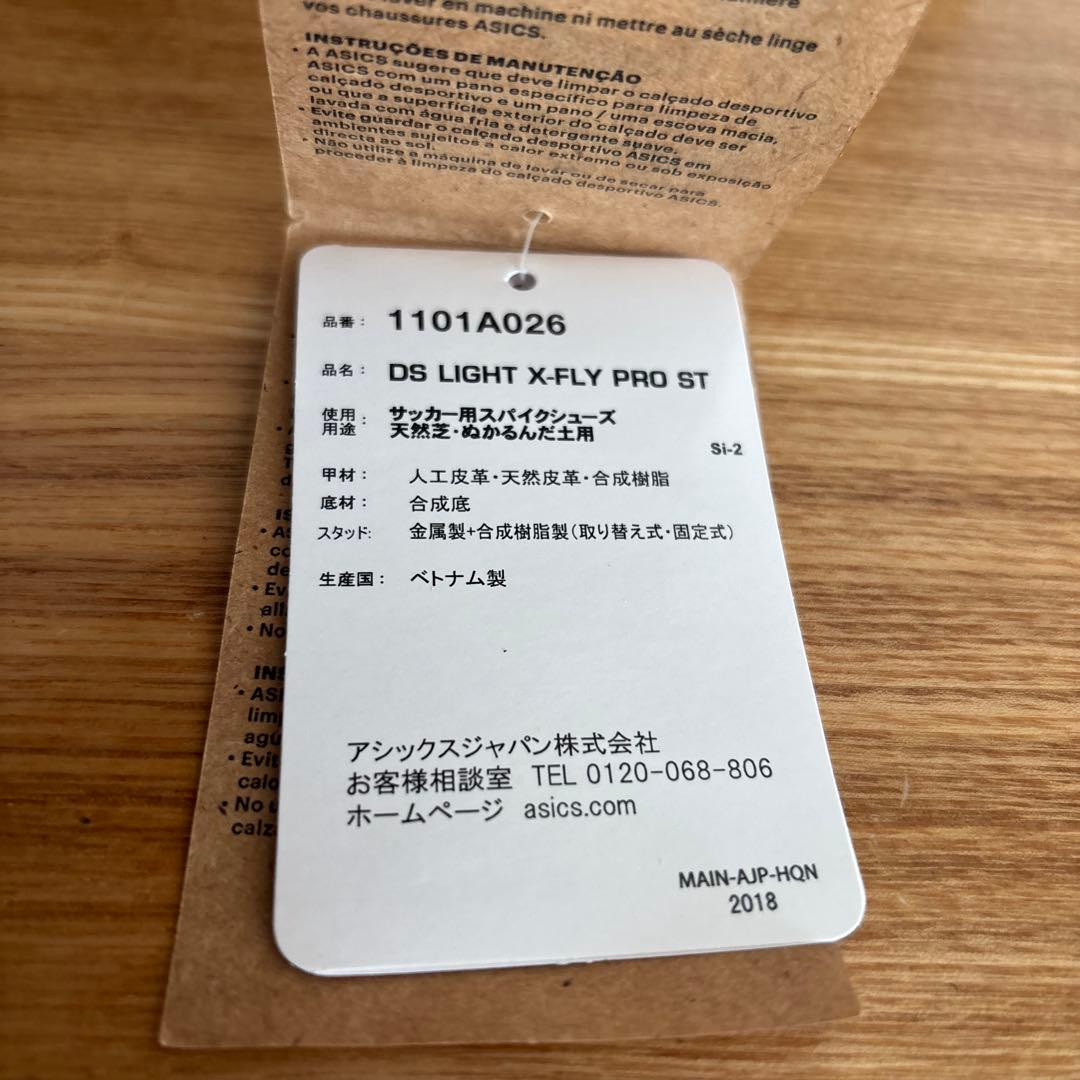 en machine ni mettre au sèche linge
vos chaussures ASICS.
INSTRUÇÕES DE MANUTENÇÃO
• A ASICS sugere que deve limpar o calçado desportivo
ASICS com um pano específico para limpeza de
calçado desportivo e um pano / uma escova macia,
ou que a superfície exterior do calçado deve ser
lavada com água fria e detergente suave.
• Evite guardar o calçado desportivo ASICS em
ambientes sujeitos a calor extremo ou sob exposição
directa ao sol.
• Não utilize a máquina de lavar ou de secar para
proceder à limpeza do calçado desportivo ASICS.
品番： 1101A026
品名： DS LIGHT X-FLY PRO ST
使用用途： サッカー用スパイクシューズ
天然芝・ぬかるんだ土用
Si-2
甲材： 人工皮革・天然皮革・合成樹脂
底材： 合成底
スタッド: 金属製+合成樹脂製(取り替え式・固定式)
生産国： ベトナム製
アシックスジャパン株式会社
お客様相談室 TEL 0120-068-806
ホームページ asics.com
MAIN-AJP-HQN
2018